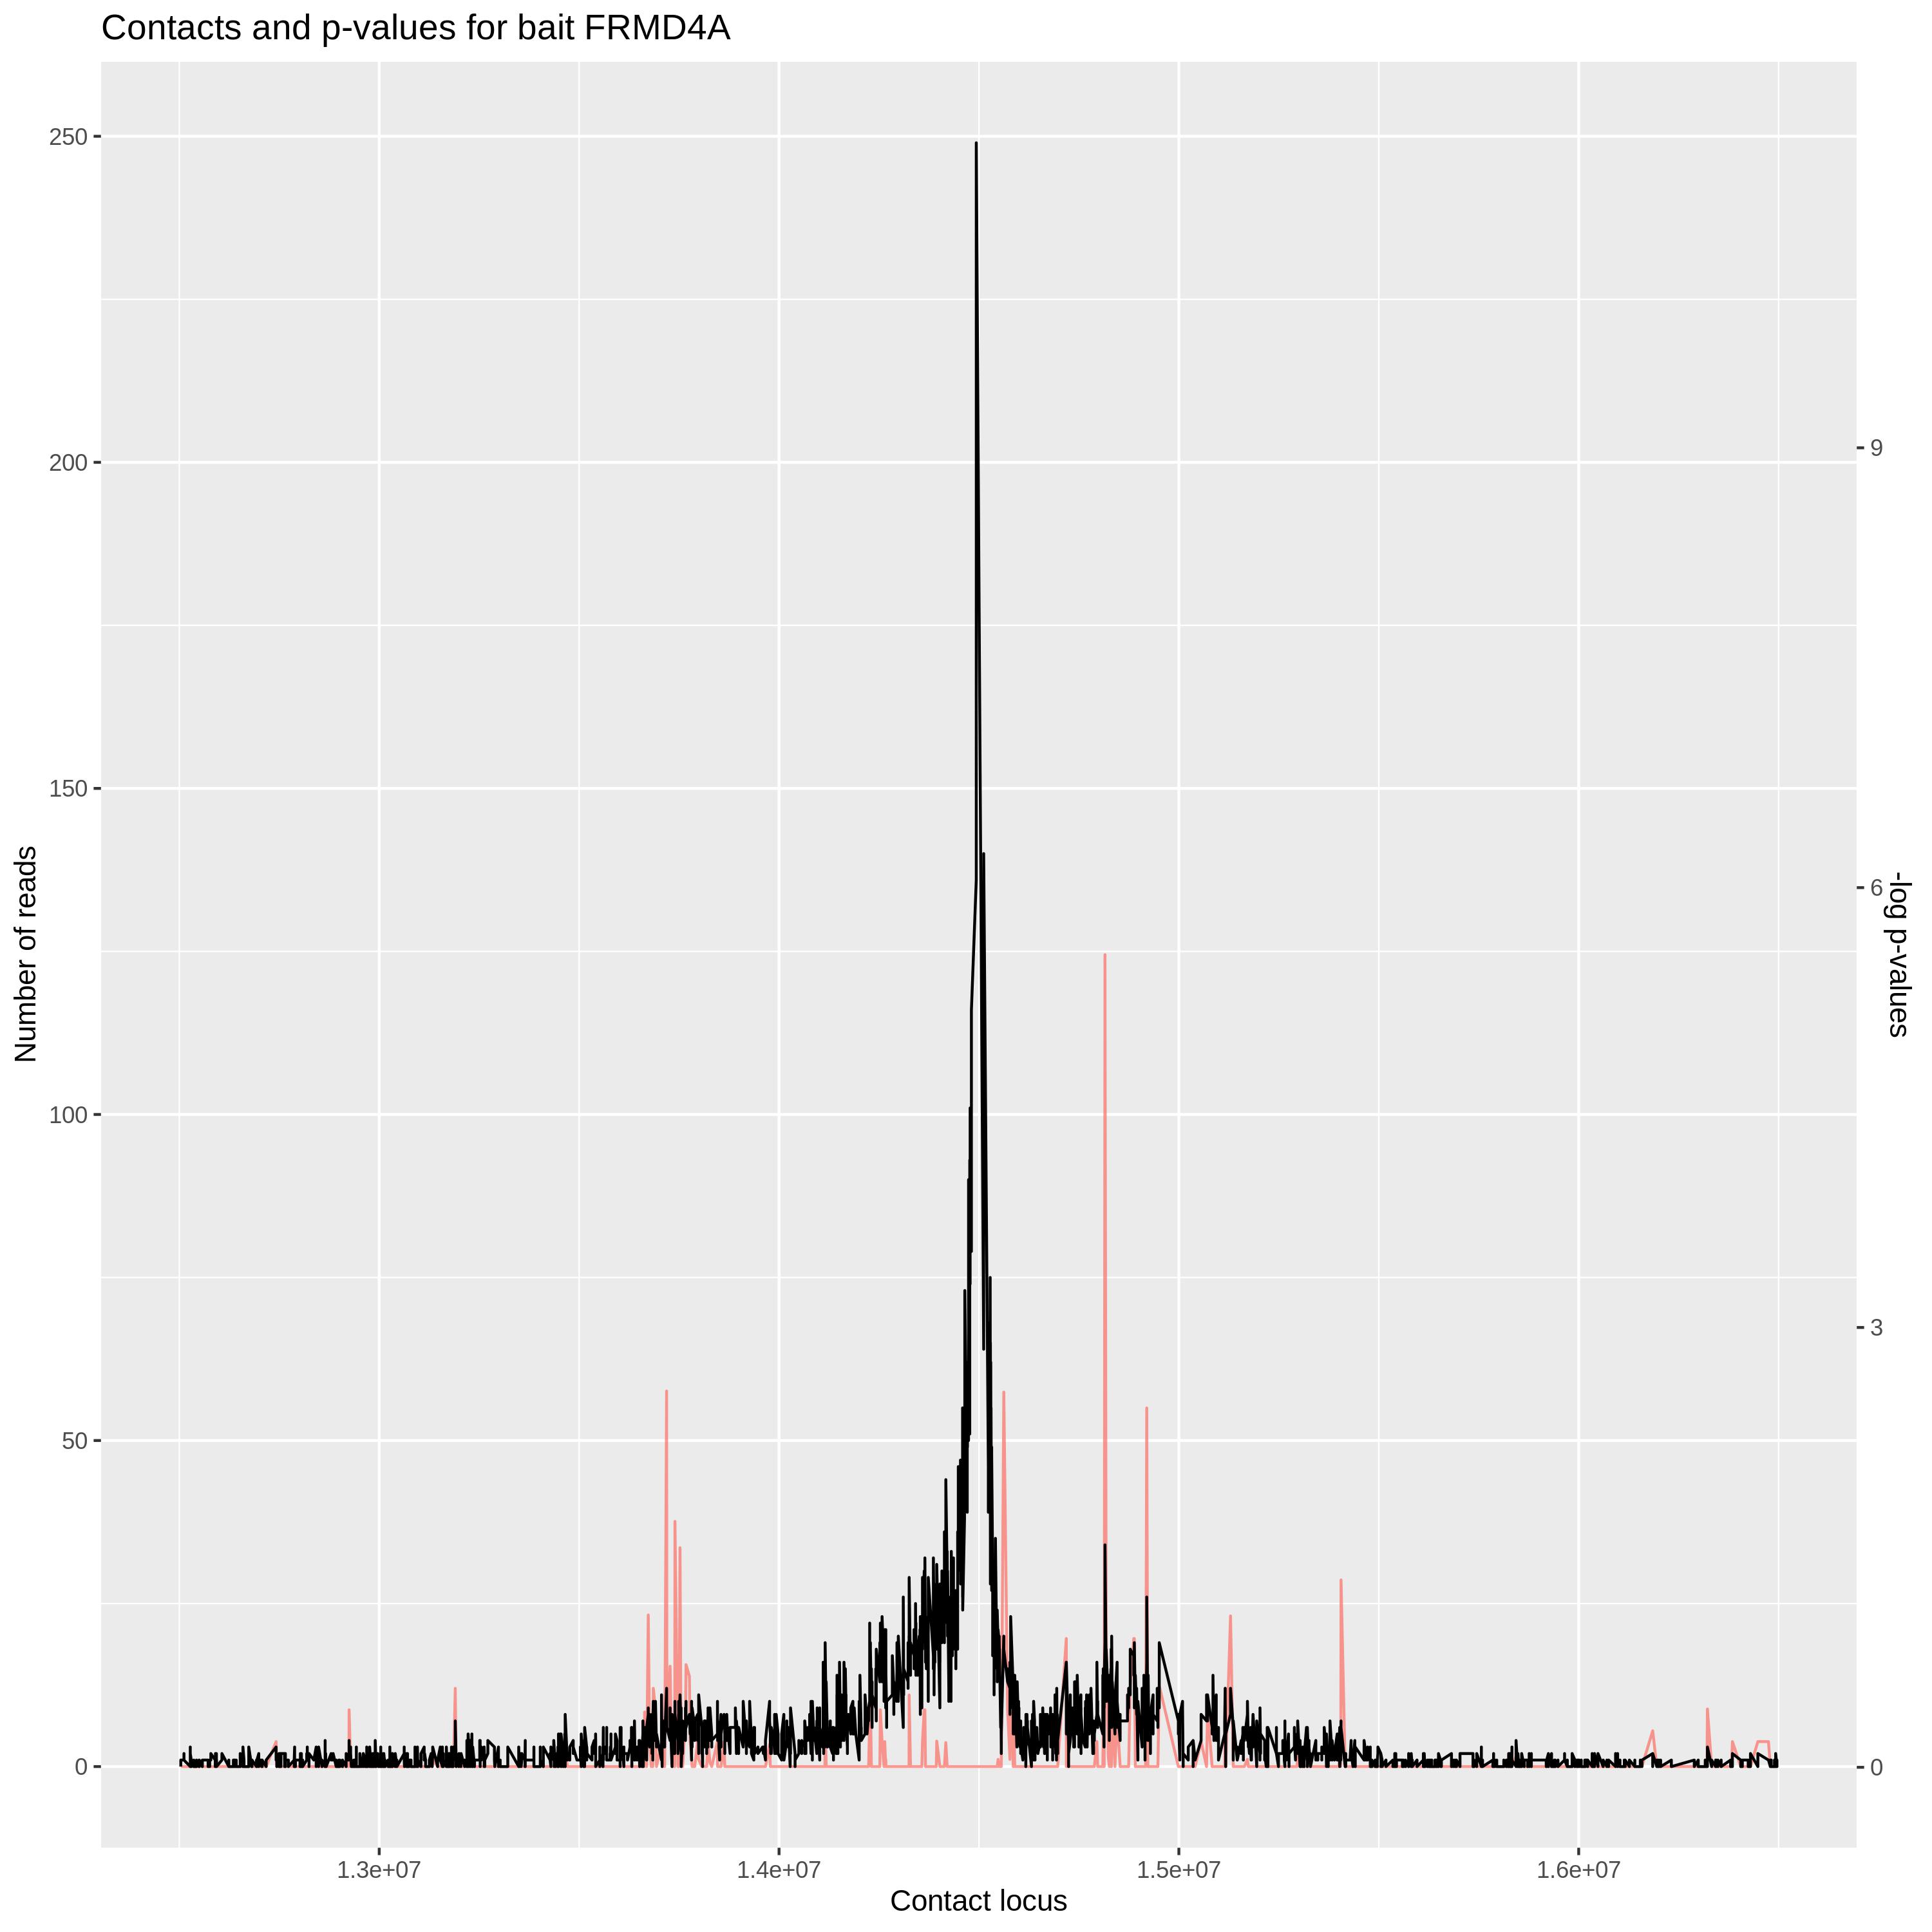 Contacts and p-values for bait FRMD4A
250
200
150
100
50
0
Number of reads
9
6
3
0
-log p-values
1.3e+07
1.4e+07
1.5e+07
1.6e+07
Contact locus